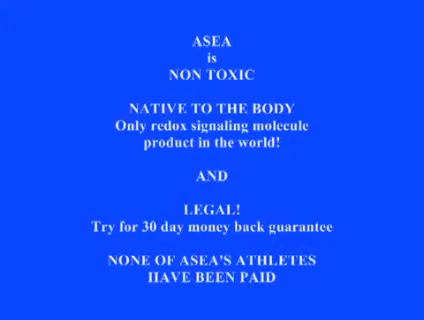 ASEA
is
NON TOXIC
NATIVE TO THE BODY
Only redox signaling molecule
product in the world!
AND
LEGAL!
Try for 30 day money back guarantee
NONE OF ASEA'S ATHLETES
HAVE BEEN PAID